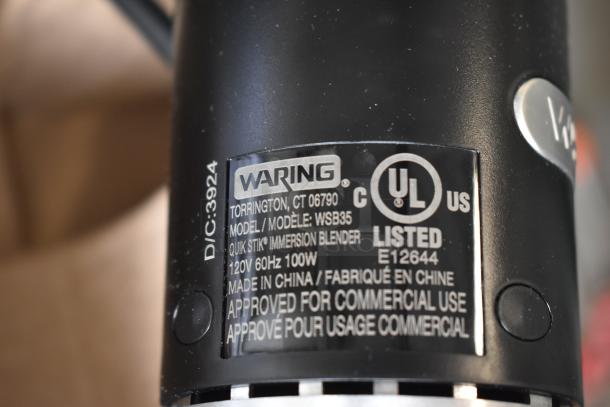 D/C:3924
WARING®
TORRINGTON, CT 06790
MODEL / MODÈLE: WSB35
QUIK STIK® IMMERSION BLENDER
120V 60Hz 100W
C UL® US
LISTED
E12644
MADE IN CHINA / FABRIQUÉ EN CHINE
APPROVED FOR COMMERCIAL USE
APPROUVÉ POUR USAGE COMMERCIAL